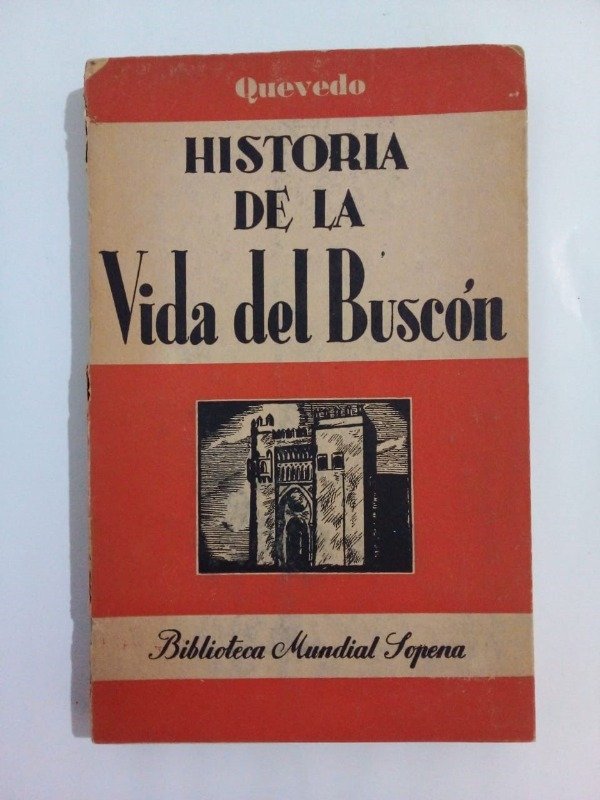 Quevedo
HISTORIA
DE LA
Vida del Buscón
Biblioteca Mundial Sopena